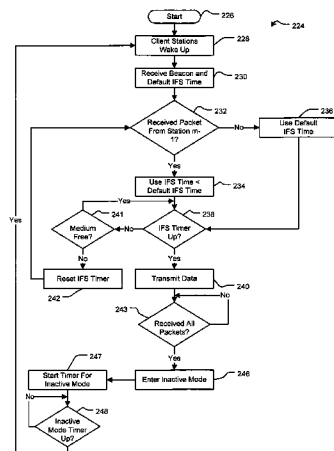 Start
226
224
Client Stations
Wake Up
228
Receive Beacon and
Default IFS Time
230
232
Received Packet
From Station m-
1?
No
236
Use Default
IFS Time
Yes
Yes
Use IFS Time <
Default IFS Time
234
241
Yes
238
Medium
Free?
No
IFS Timer
Up?
No
Yes
Reset IFS Timer
242
Transmit Data
240
No
243
Received All
Packets?
Yes
247
Start Timer For
Inactive Mode
Enter Inactive Mode
246
No
248
Inactive
Mode Timer
Up?